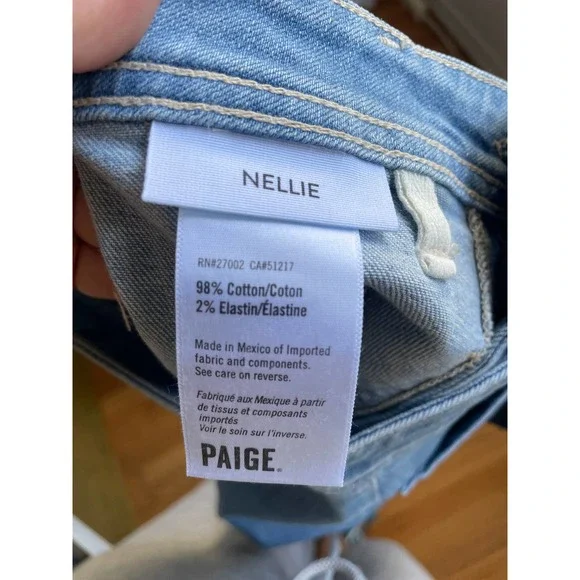 NELLIE
RN#27002 CA#51217
98% Cotton/Coton
2% Elastin/Élastine
Made in Mexico of Imported
fabric and components.
See care on reverse.
Fabriqué aux Mexique à partir
de tissus et composants
importés
Voir le soin sur l'inverse.
PAIGE.